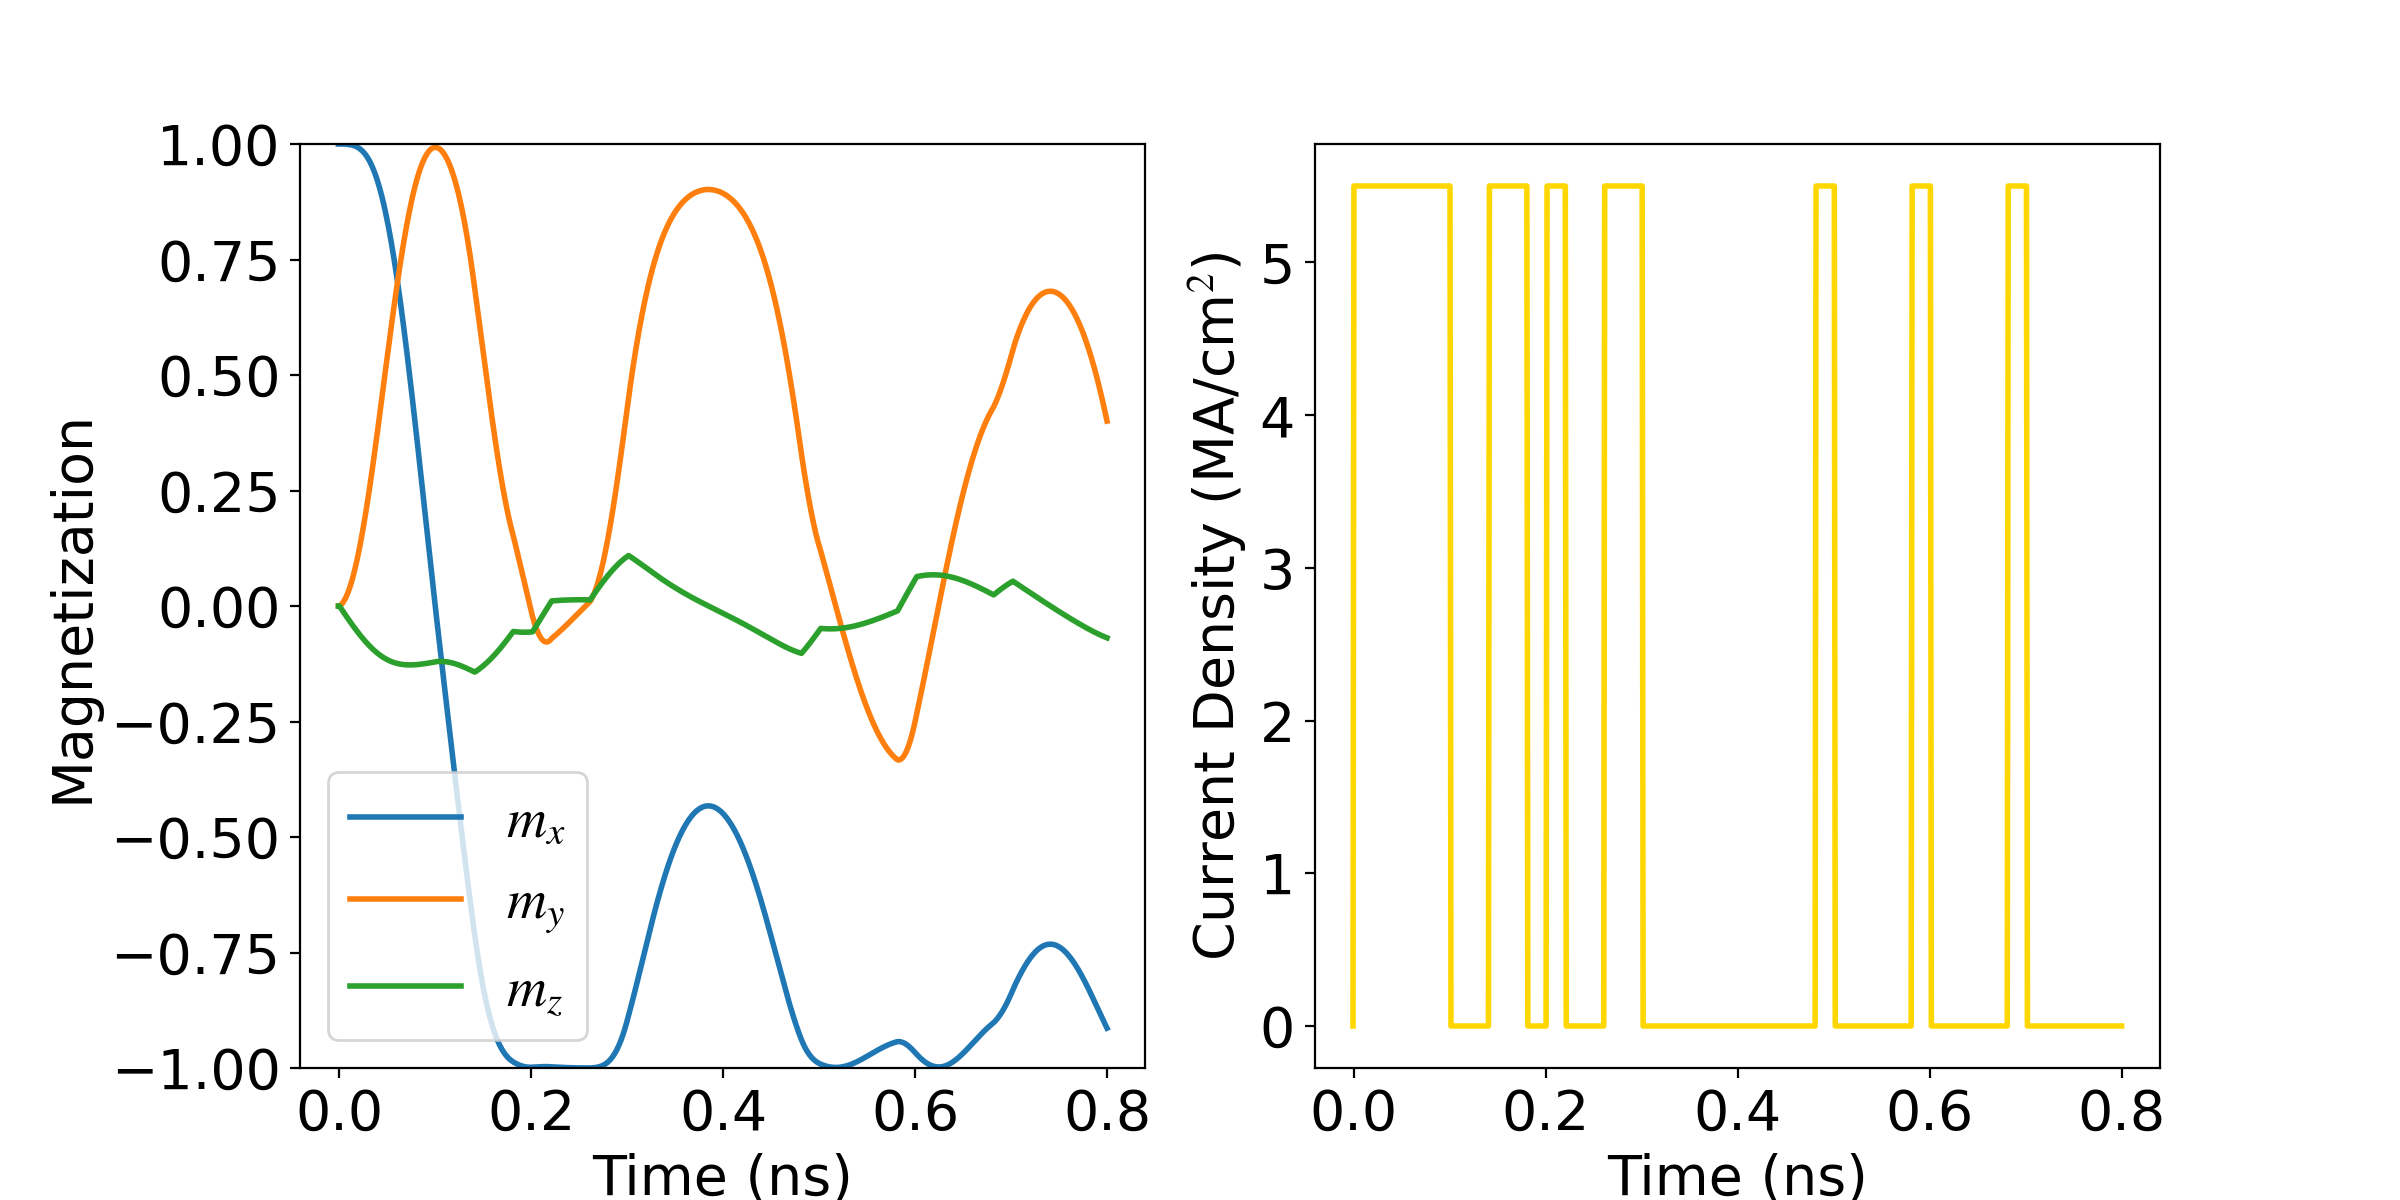 Magnetization
1.00
0.75
0.50
0.25
0.00
−0.25
−0.50
−0.75
−1.00
m_x
m_y
m_z
0.0 0.2 0.4 0.6 0.8
Time (ns)
Current Density (MA/cm²)
5
4
3
2
1
0
0.0 0.2 0.4 0.6 0.8
Time (ns)